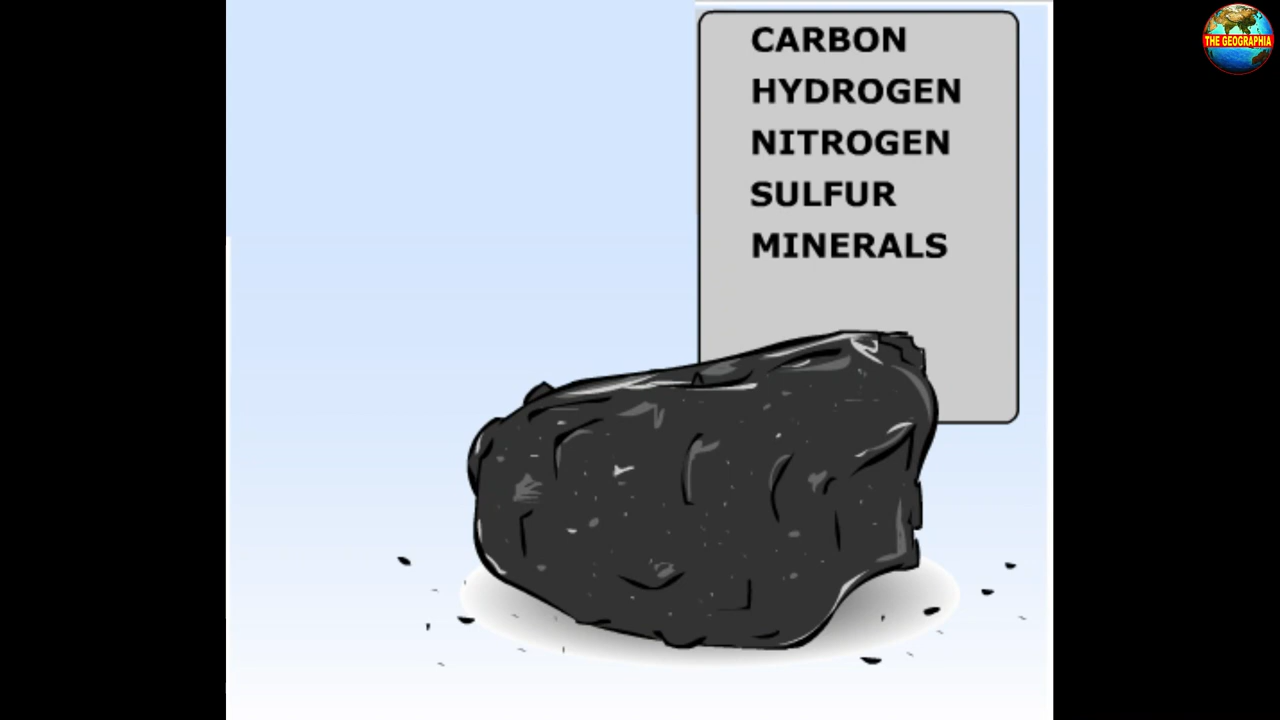 CARBON
HYDROGEN
NITROGEN
SULFUR
MINERALS
THE GEOGRAPHIA